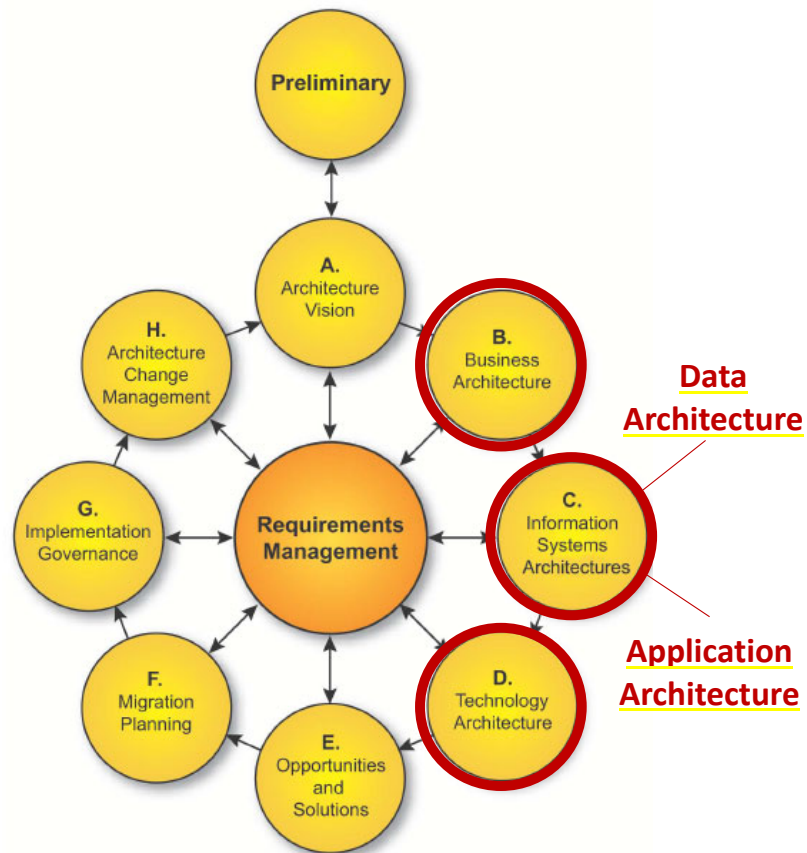 Preliminary
A.
Architecture
Vision
H.
Architecture
Change
Management
B.
Business
Architecture
Data
Architecture
G.
Implementation
Governance
Requirements
Management
C.
Information
Systems
Architectures
Application
Architecture
F.
Migration
Planning
D.
Technology
Architecture
E.
Opportunities
and
Solutions